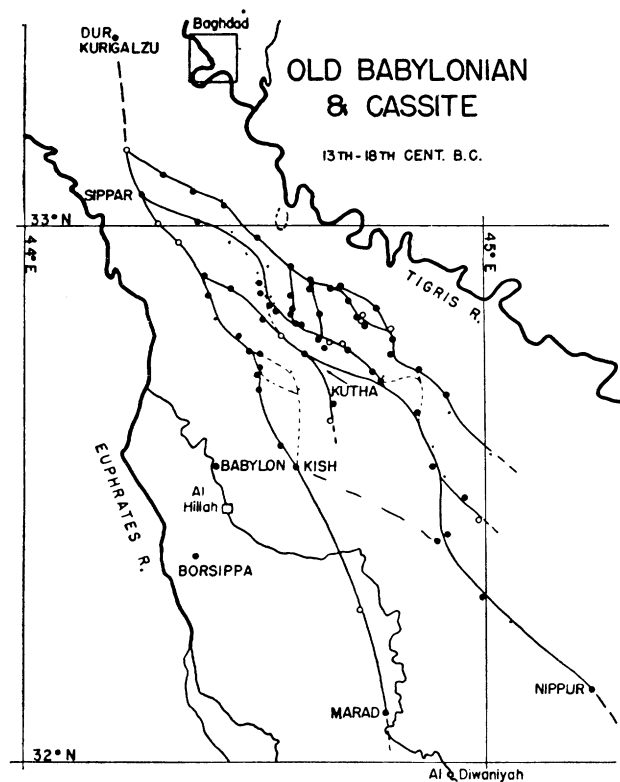 Baghdad
DUR
KURIGALZU
OLD BABYLONIAN
& CASSITE
13TH-18TH CENT. B.C.
SIPPAR
33°N
44°E
45°E
TIGRIS R.
KUTHA
BABYLON
KISH
Al
Hillah
EUPHRATES R.
BORSIPPA
NIPPUR
MARAD
32°N
Al Diwaniyah